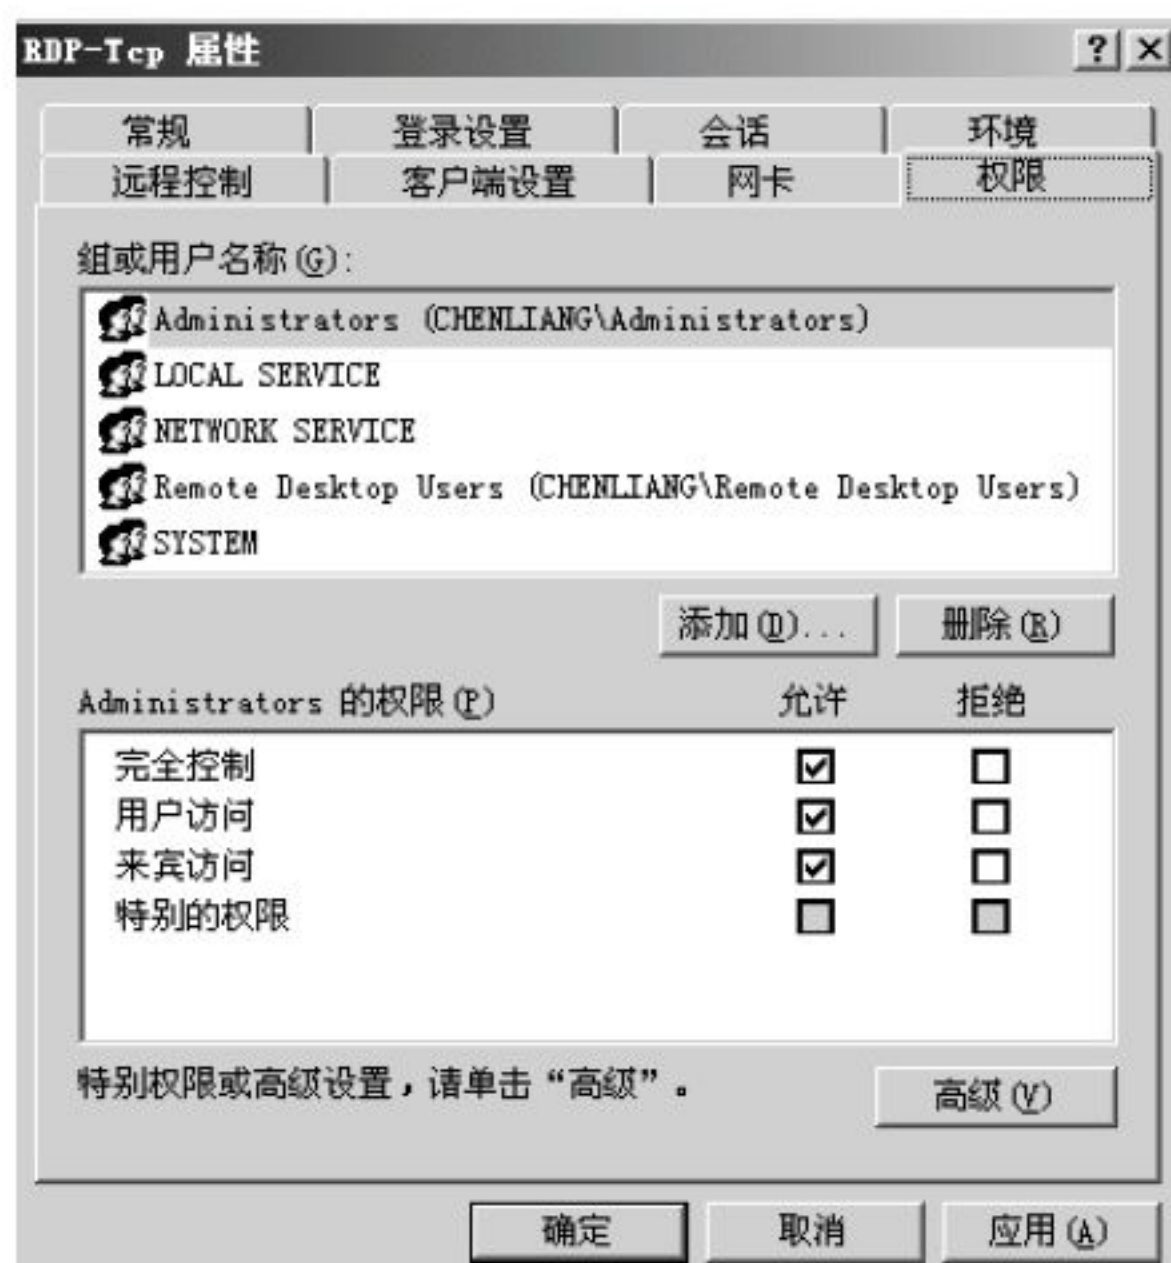 RDP-Tcp 属性
常规 登录设置 会话 环境
远程控制 客户端设置 网卡 权限
组或用户名称(G):
Administrators (CHENLIANG\Administrators)
LOCAL SERVICE
NETWORK SERVICE
Remote Desktop Users (CHENLIANG\Remote Desktop Users)
SYSTEM
添加(D)... 删除(R)
Administrators 的权限(P) 允许 拒绝
完全控制
用户访问
来宾访问
特别的权限
特别权限或高级设置,请单击“高级”。
高级(V)
确定 取消 应用(A)